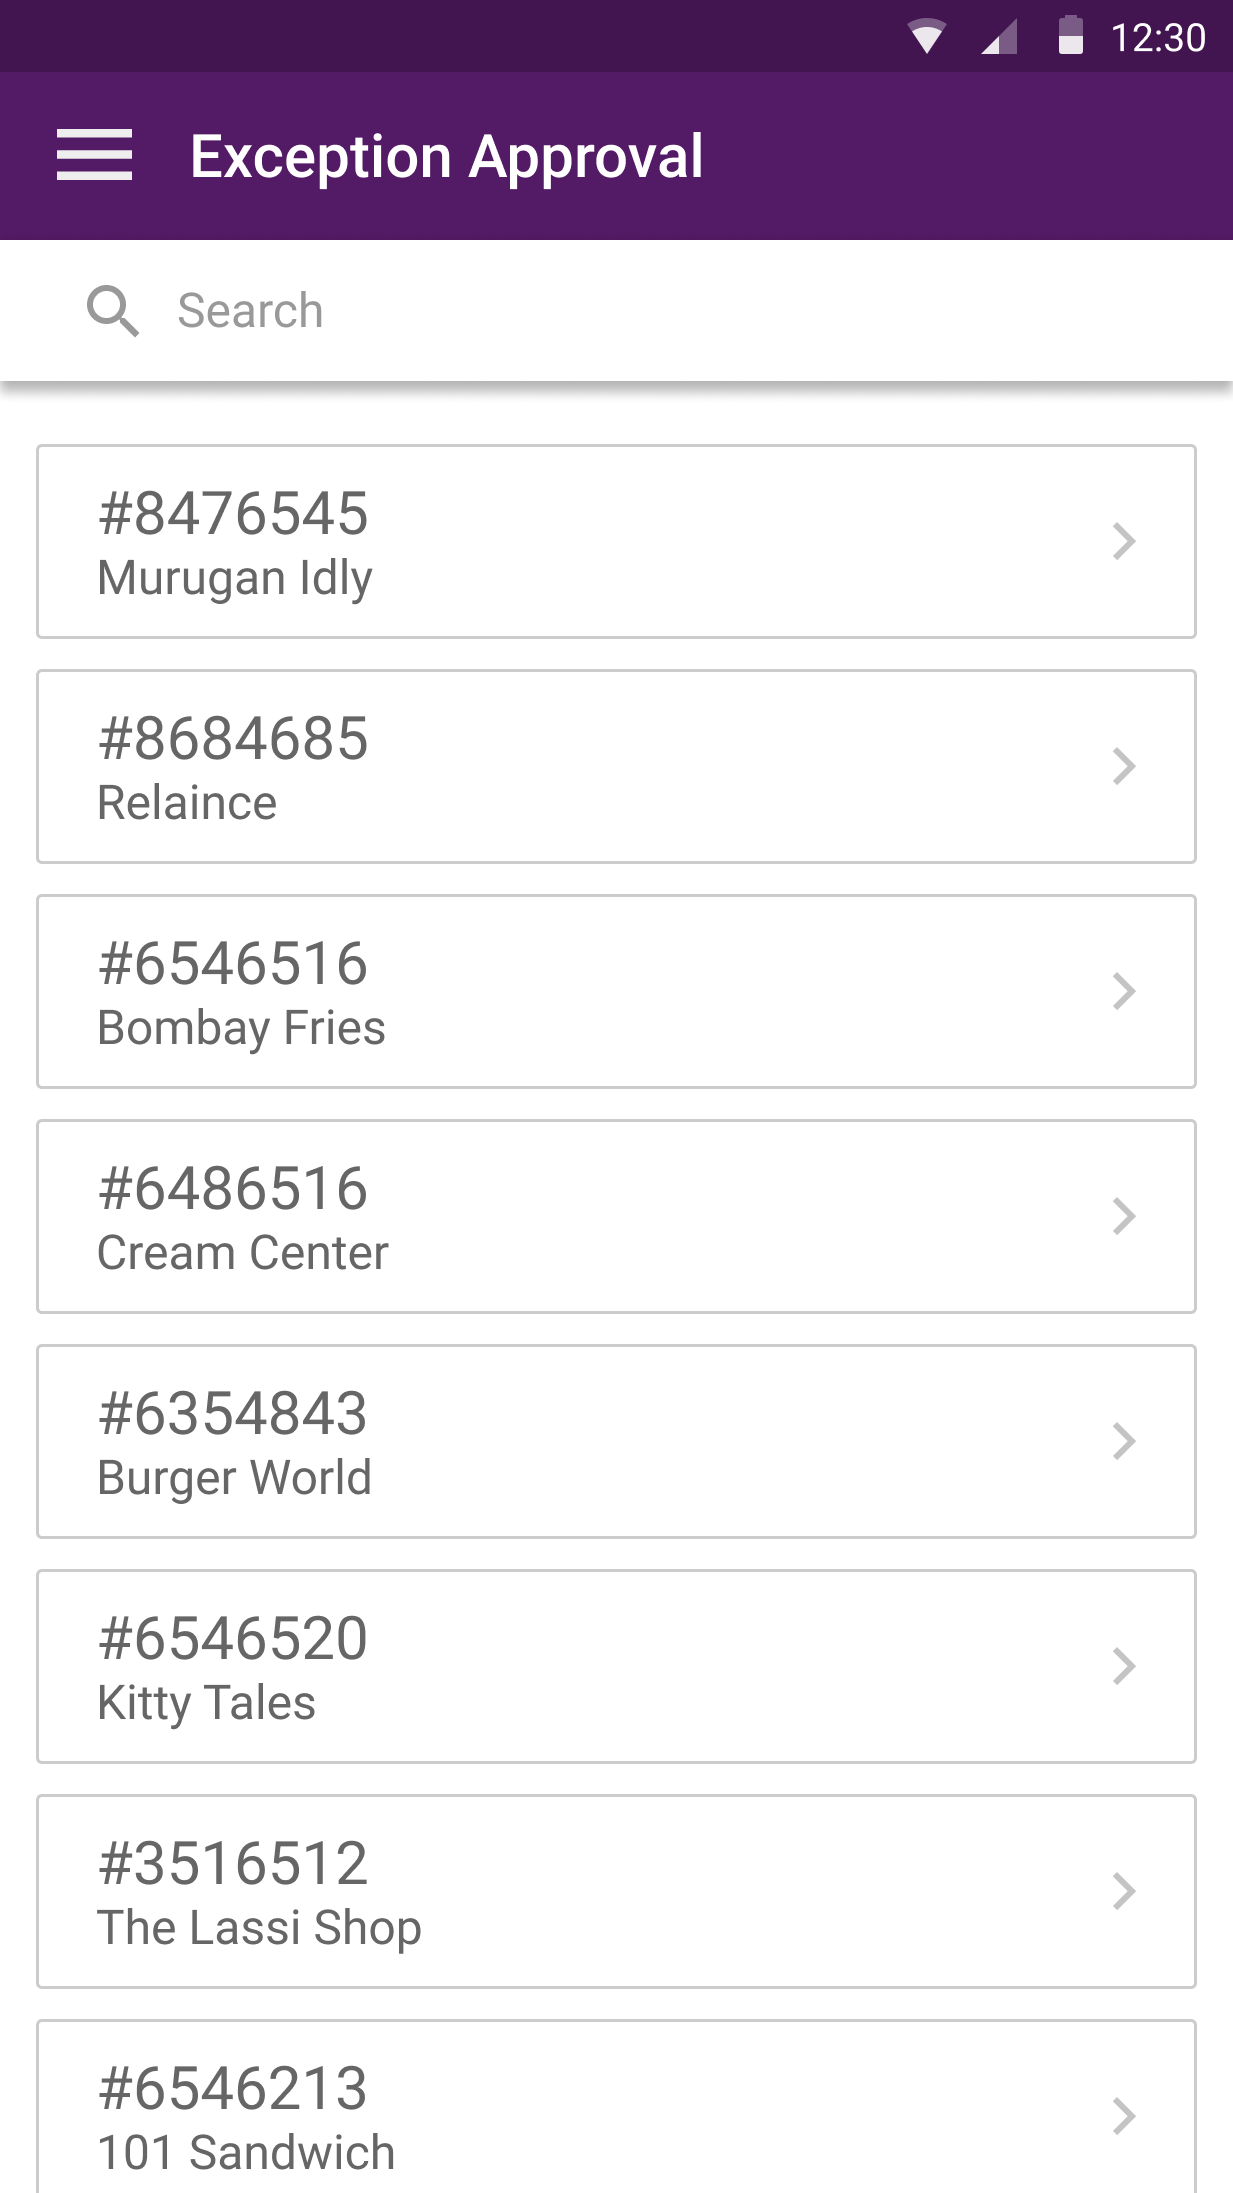 12:30
Exception Approval
Search
#8476545
Murugan Idly
#8684685
Relaince
#6546516
Bombay Fries
#6486516
Cream Center
#6354843
Burger World
#6546520
Kitty Tales
#3516512
The Lassi Shop
#6546213
101 Sandwich